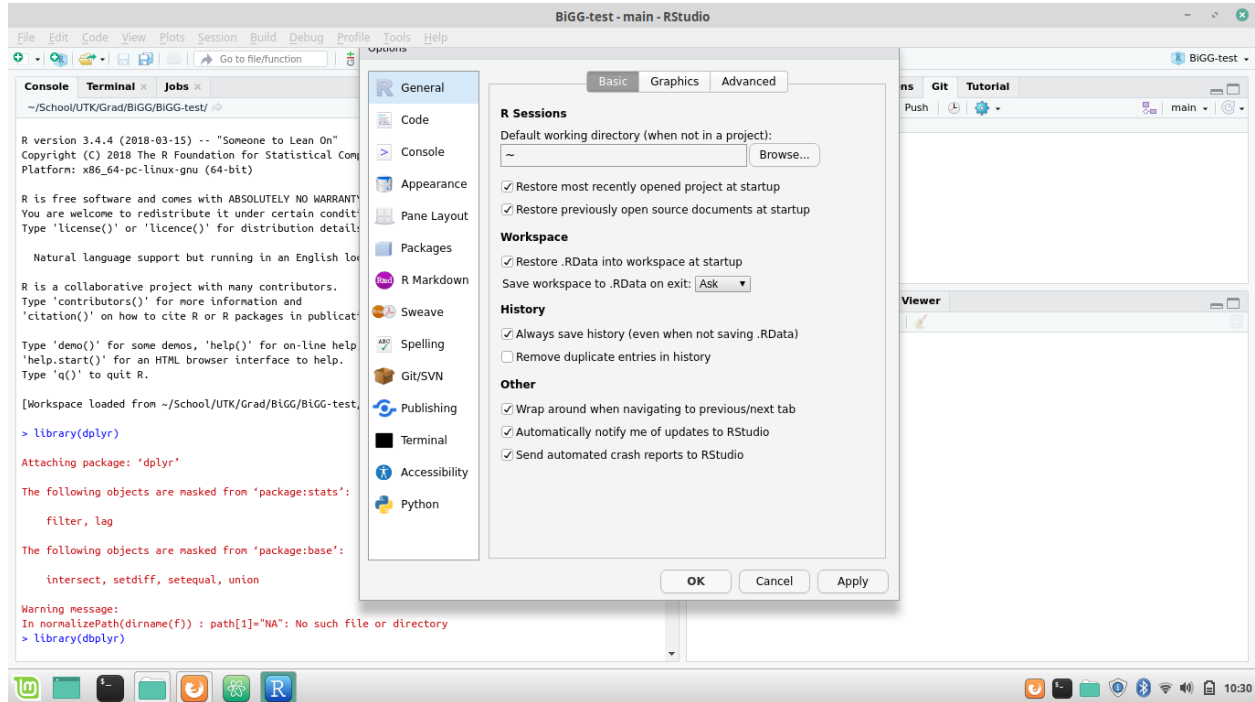 BiGG-test - main - RStudio
File Edit Code View Plots Session Build Debug Profile Tools Help
Go to file/function
BiGG-test
Console Terminal Jobs
~/School/UTK/Grad/BiGG/BiGG-test/
R version 3.4.4 (2018-03-15) -- "Someone to Lean On"
Copyright (C) 2018 The R Foundation for Statistical Comp
Platform: x86_64-pc-linux-gnu (64-bit)
R is free software and comes with ABSOLUTELY NO WARRANTY
You are welcome to redistribute it under certain condit
Type 'license()' or 'licence()' for distribution details
Natural language support but running in an English lo
R is a collaborative project with many contributors.
Type 'contributors()' for more information and
'citation()' on how to cite R or R packages in publicat
Type 'demo()' for some demos, 'help()' for on-line help
'help.start()' for an HTML browser interface to help.
Type 'q()' to quit R.
[Workspace loaded from ~/School/UTK/Grad/BiGG/BiGG-test/
> library(dplyr)
Attaching package: ‘dplyr’
The following objects are masked from ‘package:stats’:
filter, lag
The following objects are masked from ‘package:base’:
intersect, setdiff, setequal, union
Warning message:
In normalizePath(dirname(f)) : path[1]="NA": No such file or directory
> library(dbplyr)
Options
General
Code
Console
Appearance
Pane Layout
Packages
Rmd R Markdown
Sweave
ABC Spelling
Git/SVN
Publishing
Terminal
Accessibility
Python
Basic Graphics Advanced
R Sessions
Default working directory (when not in a project):
~ Browse...
Restore most recently opened project at startup
Restore previously open source documents at startup
Workspace
Restore .RData into workspace at startup
Save workspace to .RData on exit: Ask
History
Always save history (even when not saving .RData)
Remove duplicate entries in history
Other
Wrap around when navigating to previous/next tab
Automatically notify me of updates to RStudio
Send automated crash reports to RStudio
OK Cancel Apply
ns Git Tutorial
Push main
Viewer
10:30